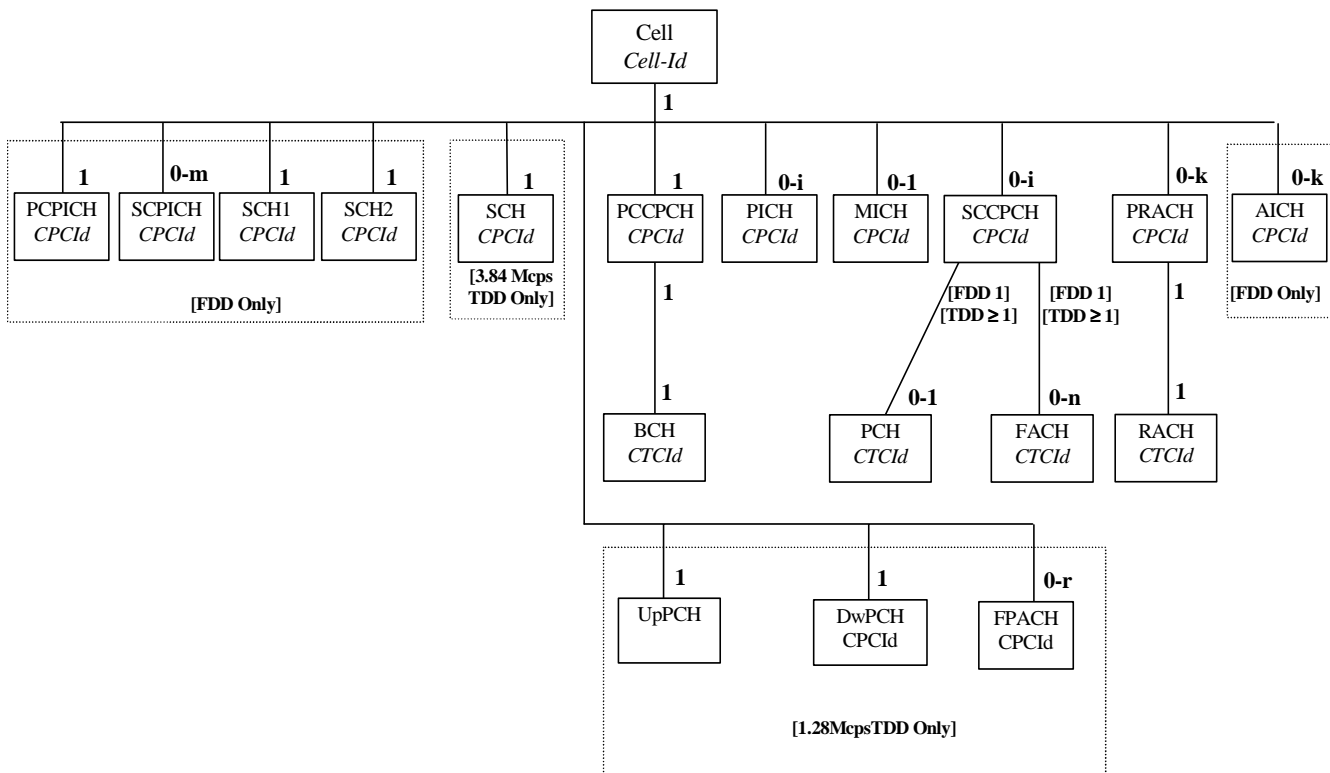 Cell
Cell-Id
1
1
0-m
1
1
1
1
0-i
0-1
0-i
0-k
0-k
PCPICH
CPCId
SCPICH
CPCId
SCH1
CPCId
SCH2
CPCId
SCH
CPCId
PCCPCH
CPCId
PICH
CPCId
MICH
CPCId
SCCPCH
CPCId
PRACH
CPCId
AICH
CPCId
[FDD Only]
[3.84 Mcps
TDD Only]
1
[FDD 1]
[TDD ≥ 1]
[FDD 1]
[TDD ≥ 1]
1
[FDD Only]
1
0-1
0-n
1
BCH
CTCId
PCH
CTCId
FACH
CTCId
RACH
CTCId
1
1
0-r
UpPCH
DwPCH
CPCId
FPACH
CPCId
[1.28McpsTDD Only]